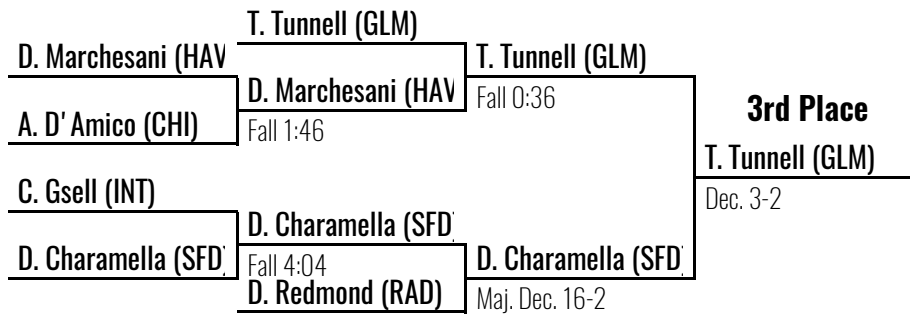 T. Tunnell (GLM)
D. Marchesani (HAV
T. Tunnell (GLM)
D. Marchesani (HAV
Fall 0:36
3rd Place
A. D'Amico (CHI)
Fall 1:46
T. Tunnell (GLM)
C. Gsell (INT)
Dec. 3-2
D. Charamella (SFD)
D. Charamella (SFD)
Fall 4:04
D. Charamella (SFD)
D. Redmond (RAD)
Maj. Dec. 16-2